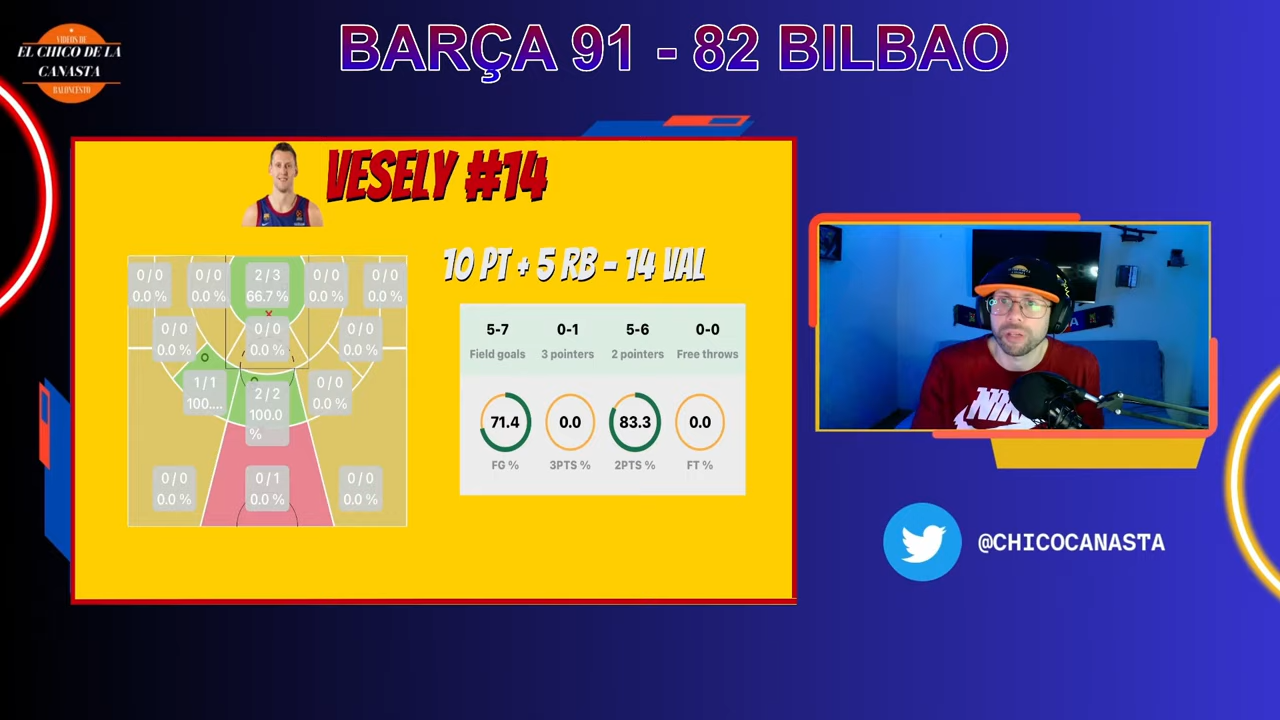 VIDEOS DE
EL CHICO DE LA
CANASTA
BALONCESTO
BARÇA 91 - 82 BILBAO
VESELY #14
10 PT + 5 RB - 14 VAL
0 / 0
0.0 %
0 / 0
0.0 %
2 / 3
66.7 %
0 / 0
0.0 %
0 / 0
0.0 %
0 / 0
0.0 %
0 / 0
0.0 %
0 / 0
0.0 %
1 / 1
100....
2 / 2
100.0
%
0 / 0
0.0 %
0 / 0
0.0 %
0 / 1
0.0 %
0 / 0
0.0 %
5-7
0-1
5-6
0-0
Field goals
3 pointers
2 pointers
Free throws
71.4
0.0
83.3
0.0
FG %
3PTS %
2PTS %
FT %
@CHICOCANASTA